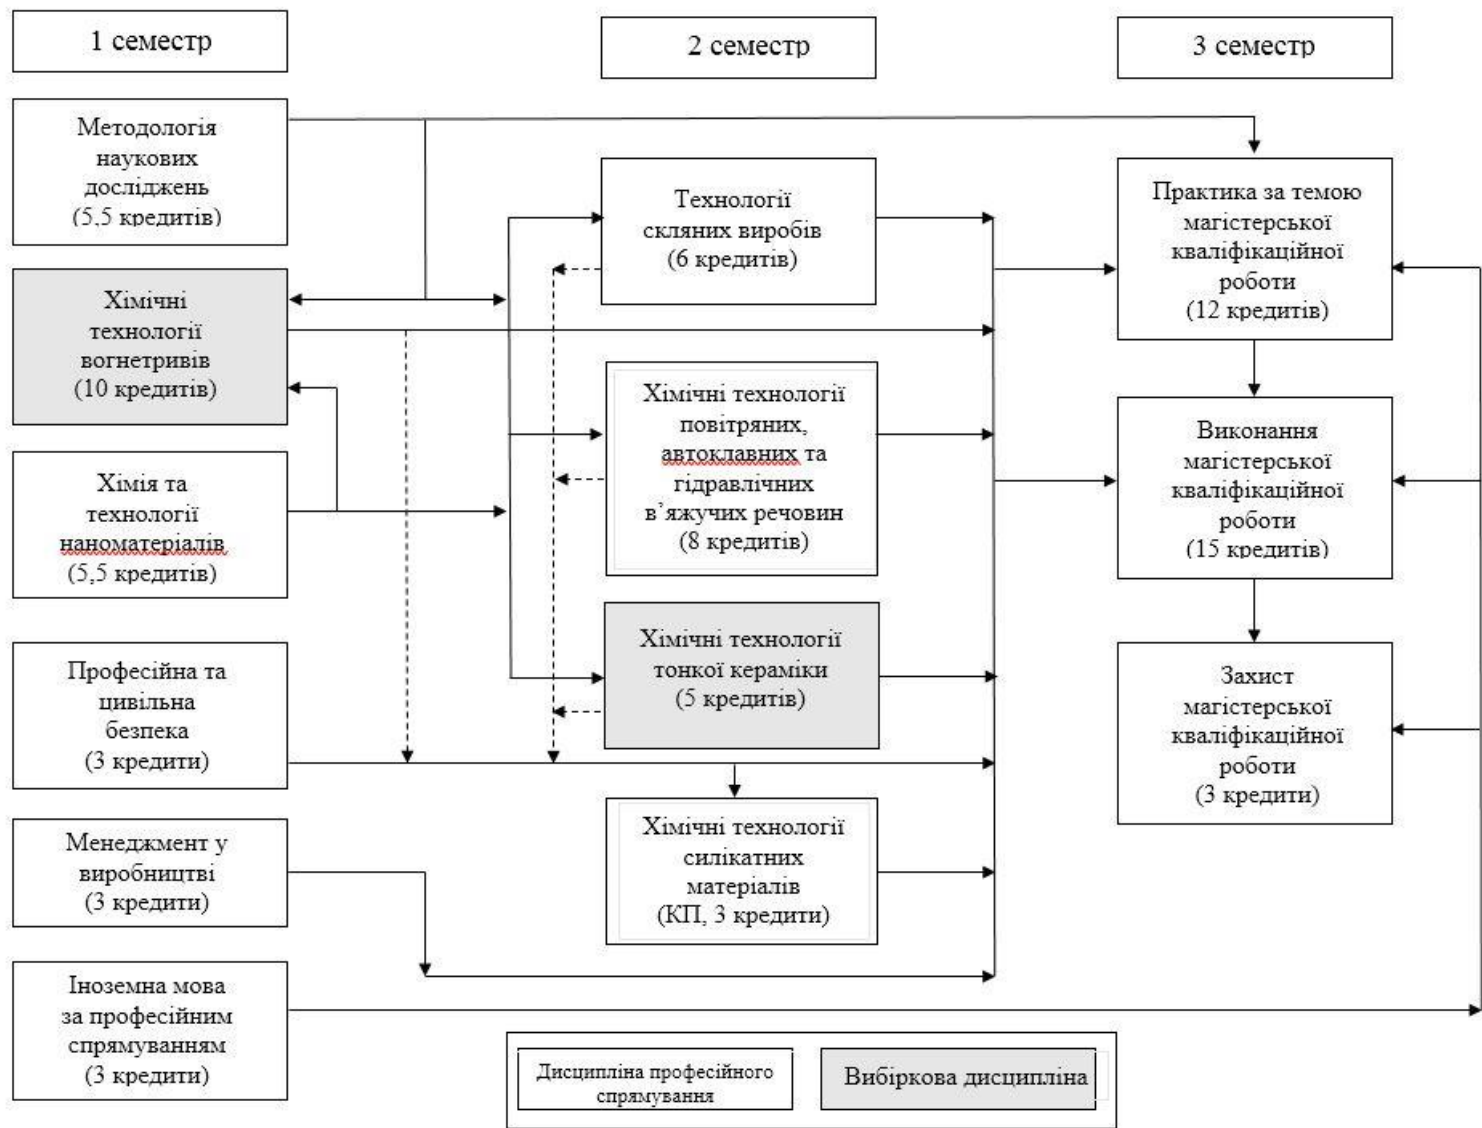 1 семестр
2 семестр
3 семестр
Методологія
наукових
досліджень
(5,5 кредитів)
Хімічні
технології
вогнетривів
(10 кредитів)
Хімія та
технології
наноматеріалів
(5,5 кредитів)
Професійна та
цивільна
безпека
(3 кредити)
Менеджмент у
виробництві
(3 кредити)
Іноземна мова
за професійним
спрямуванням
(3 кредити)
Технології
скляних виробів
(6 кредитів)
Хімічні технології
повітряних,
автоклавних та
гідравлічних
в’яжучих речовин
(8 кредитів)
Хімічні технології
тонкої кераміки
(5 кредитів)
Хімічні технології
силікатних
матеріалів
(КП, 3 кредити)
Практика за темою
магістерської
кваліфікаційної
роботи
(12 кредитів)
Виконання
магістерської
кваліфікаційної
роботи
(15 кредитів)
Захист
магістерської
кваліфікаційної
роботи
(3 кредити)
Дисципліна професійного
спрямування
Вибіркова дисципліна